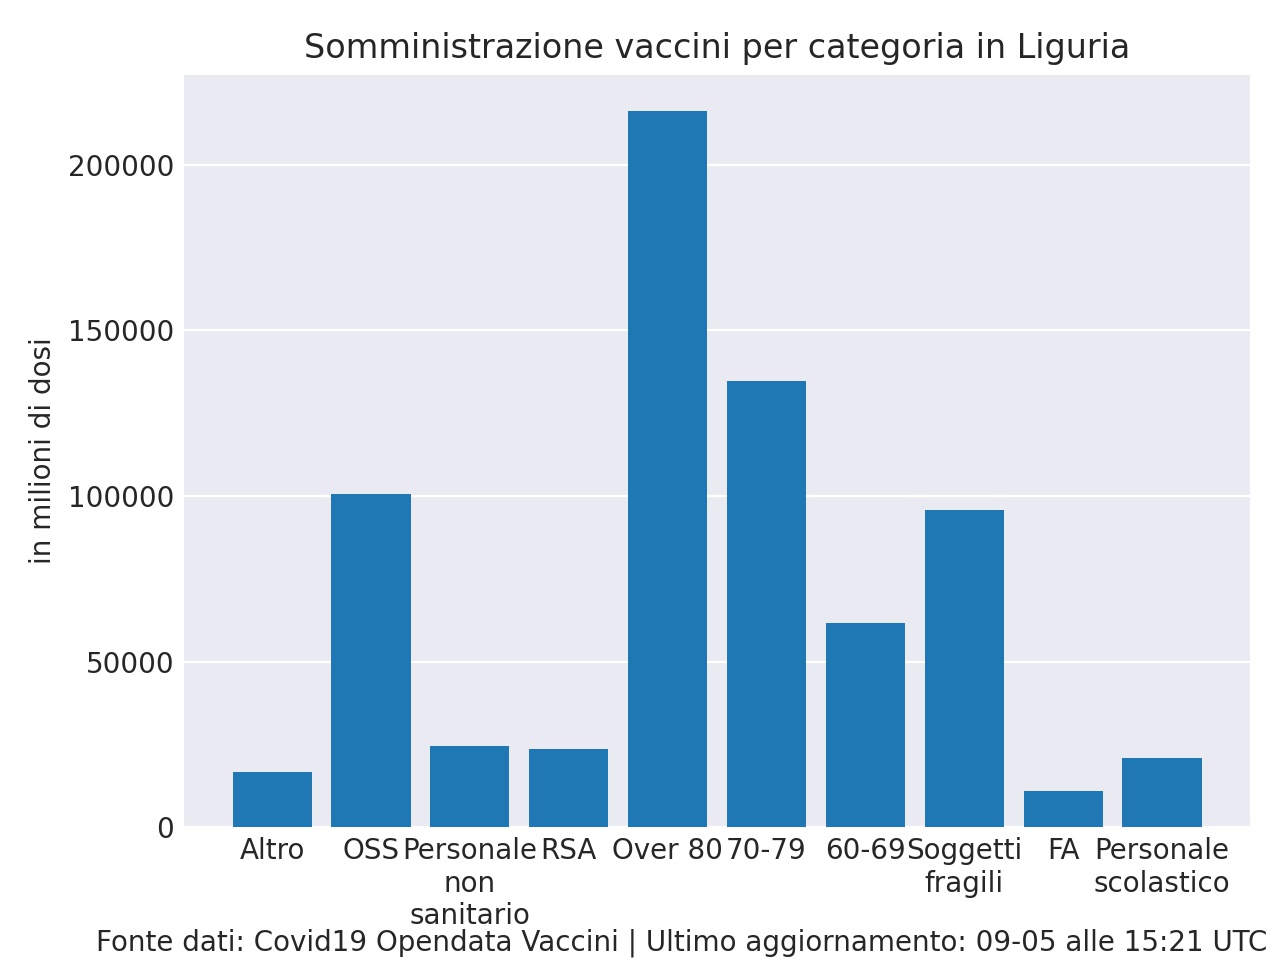 Somministrazione vaccini per categoria in Liguria
in milioni di dosi
200000
150000
100000
50000
0
Altro
OSS
Personale
non
sanitario
RSA
Over 80
70-79
60-69
Soggetti
fragili
FA
Personale
scolastico
Fonte dati: Covid19 Opendata Vaccini | Ultimo aggiornamento: 09-05 alle 15:21 UTC